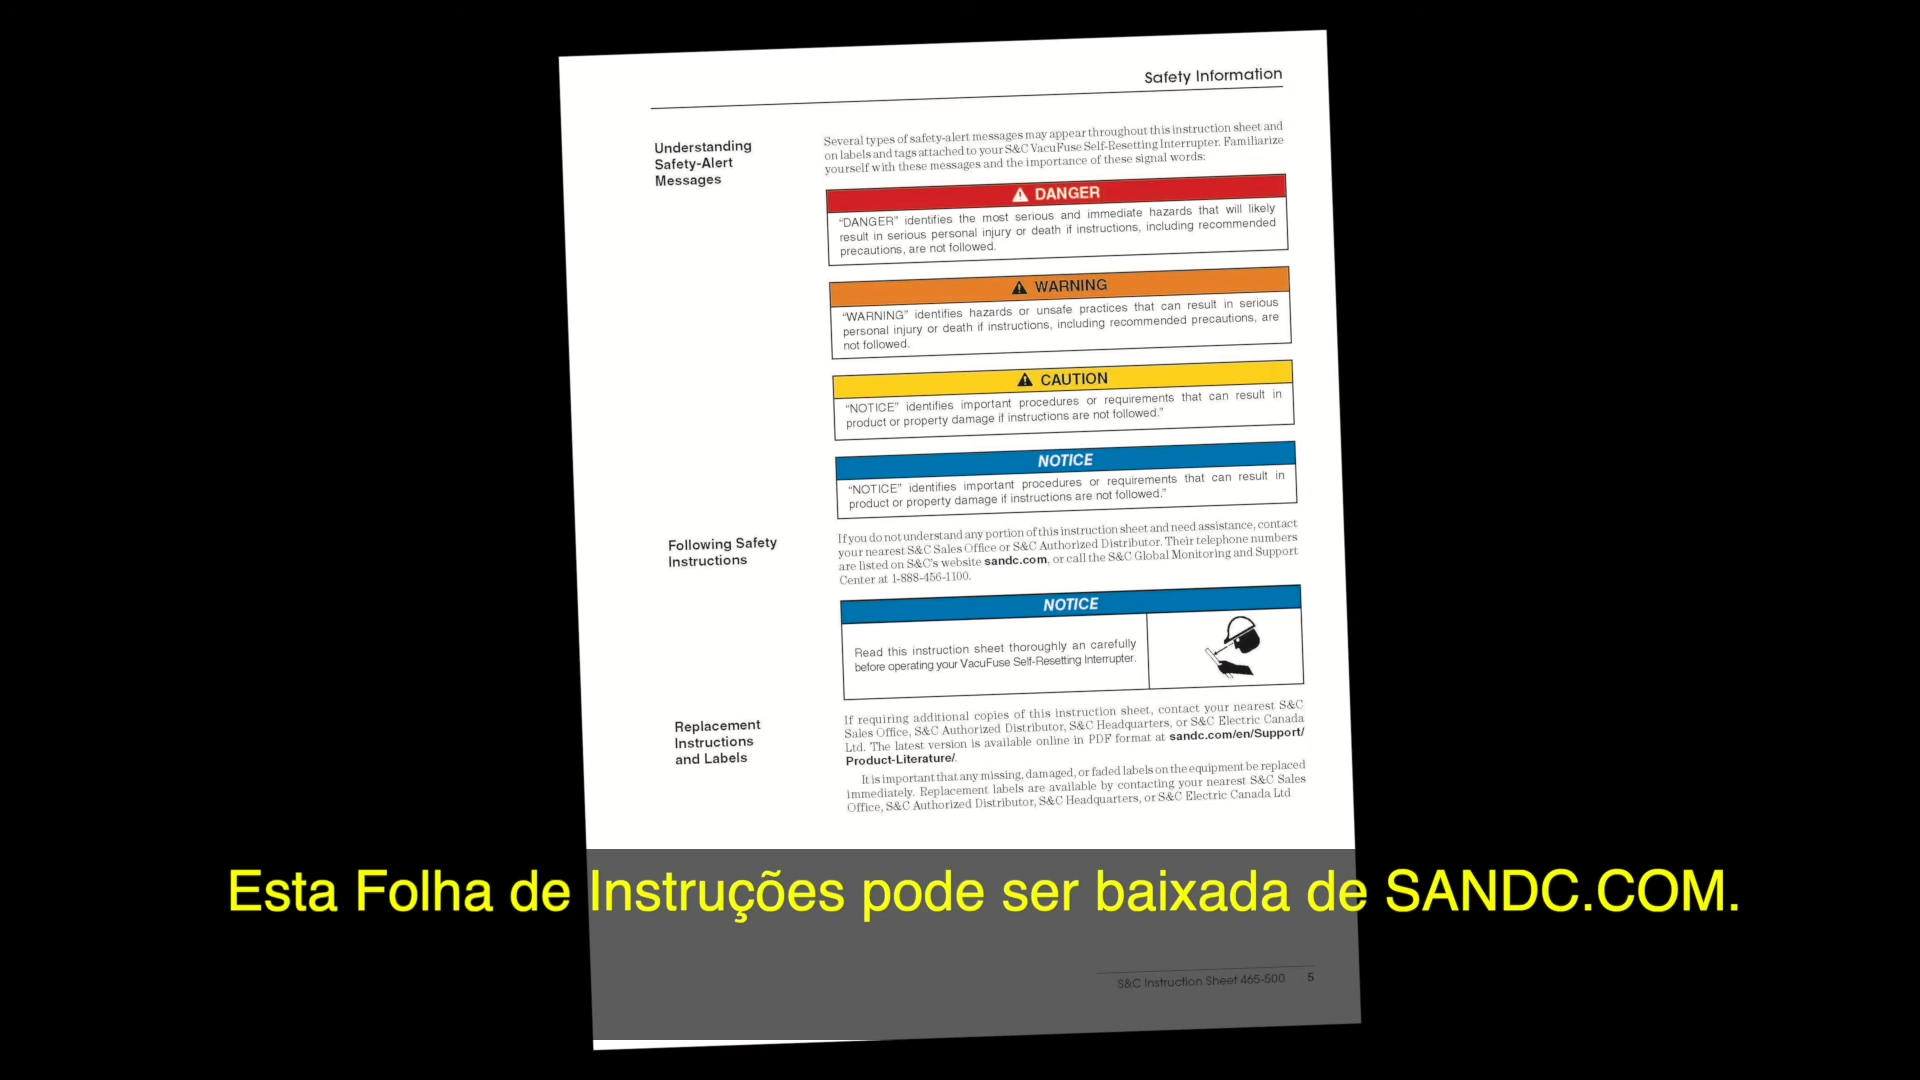 Safety Information
Understanding
Safety-Alert
Messages
Several types of safety-alert messages may appear throughout this instruction sheet and
on labels and tags attached to your S&C VacuFuse Self-Resetting Interrupter. Familiarize
yourself with these messages and the importance of these signal words:
DANGER
“DANGER” identifies the most serious and immediate hazards that will likely
result in serious personal injury or death if instructions, including recommended
precautions, are not followed.
WARNING
“WARNING” identifies hazards or unsafe practices that can result in serious
personal injury or death if instructions, including recommended precautions, are
not followed.
CAUTION
“NOTICE” identifies important procedures or requirements that can result in
product or property damage if instructions are not followed.”
NOTICE
“NOTICE” identifies important procedures or requirements that can result in
product or property damage if instructions are not followed.”
Following Safety
Instructions
If you do not understand any portion of this instruction sheet and need assistance, contact
your nearest S&C Sales Office or S&C Authorized Distributor. Their telephone numbers
are listed on S&C's website sandc.com, or call the S&C Global Monitoring and Support
Center at 1-888-456-1100.
NOTICE
Read this instruction sheet thoroughly an carefully
before operating your VacuFuse Self-Resetting Interrupter.
Replacement
Instructions
and Labels
If requiring additional copies of this instruction sheet, contact your nearest S&C
Sales Office, S&C Authorized Distributor, S&C Headquarters, or S&C Electric Canada
Ltd. The latest version is available online in PDF format at sandc.com/en/Support/
Product-Literature/.
It is important that any missing, damaged, or faded labels on the equipment be replaced
immediately. Replacement labels are available by contacting your nearest S&C Sales
Office, S&C Authorized Distributor, S&C Headquarters, or S&C Electric Canada Ltd
Esta Folha de Instruções pode ser baixada de SANDC.COM.
S&C Instruction Sheet 465-500 5